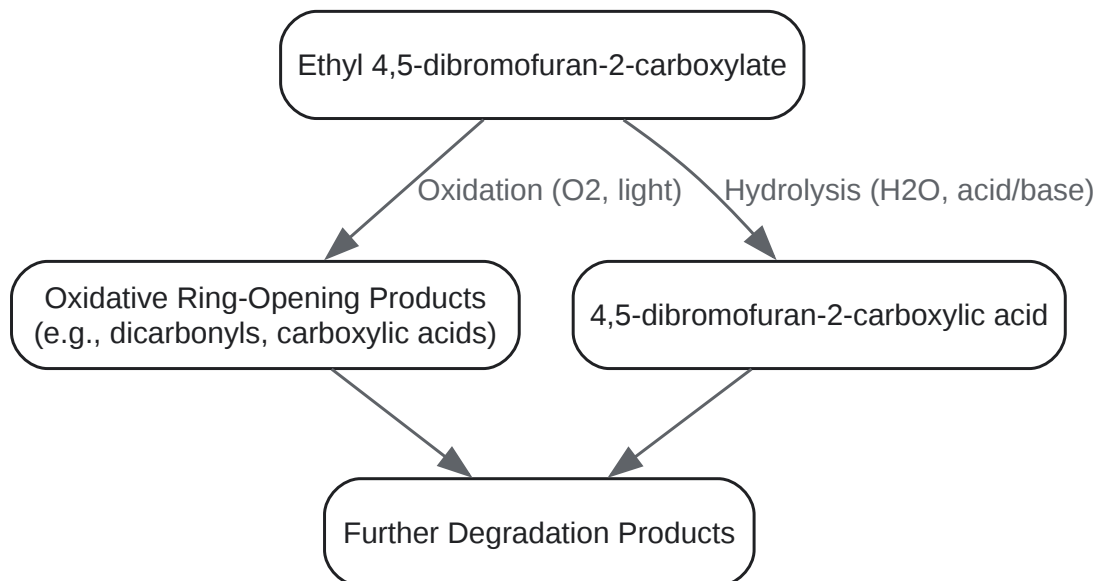 Ethyl 4,5-dibromofuran-2-carboxylate
Oxidation (O2, light)
Hydrolysis (H2O, acid/base)
Oxidative Ring-Opening Products
(e.g., dicarbonyls, carboxylic acids)
4,5-dibromofuran-2-carboxylic acid
Further Degradation Products